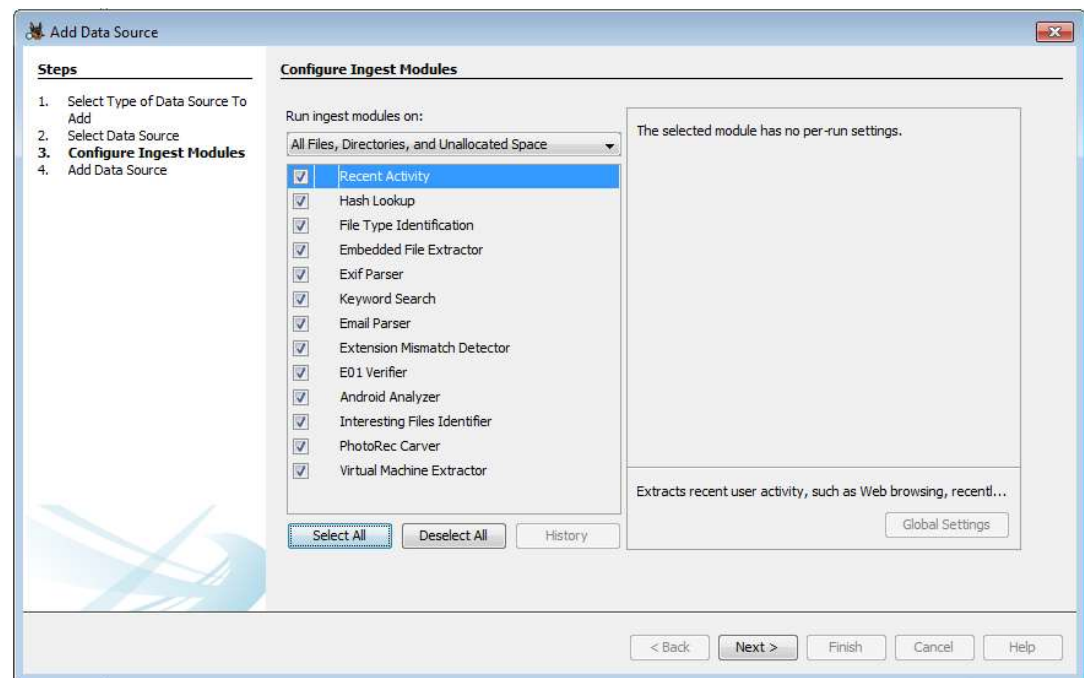 Add Data Source
Steps
1. Select Type of Data Source To
Add
2. Select Data Source
3. Configure Ingest Modules
4. Add Data Source
Configure Ingest Modules
Run ingest modules on:
All Files, Directories, and Unallocated Space
Recent Activity
Hash Lookup
File Type Identification
Embedded File Extractor
Exif Parser
Keyword Search
Email Parser
Extension Mismatch Detector
E01 Verifier
Android Analyzer
Interesting Files Identifier
PhotoRec Carver
Virtual Machine Extractor
Select All
Deselect All
History
The selected module has no per-run settings.
Extracts recent user activity, such as Web browsing, recentl...
Global Settings
< Back
Next >
Finish
Cancel
Help